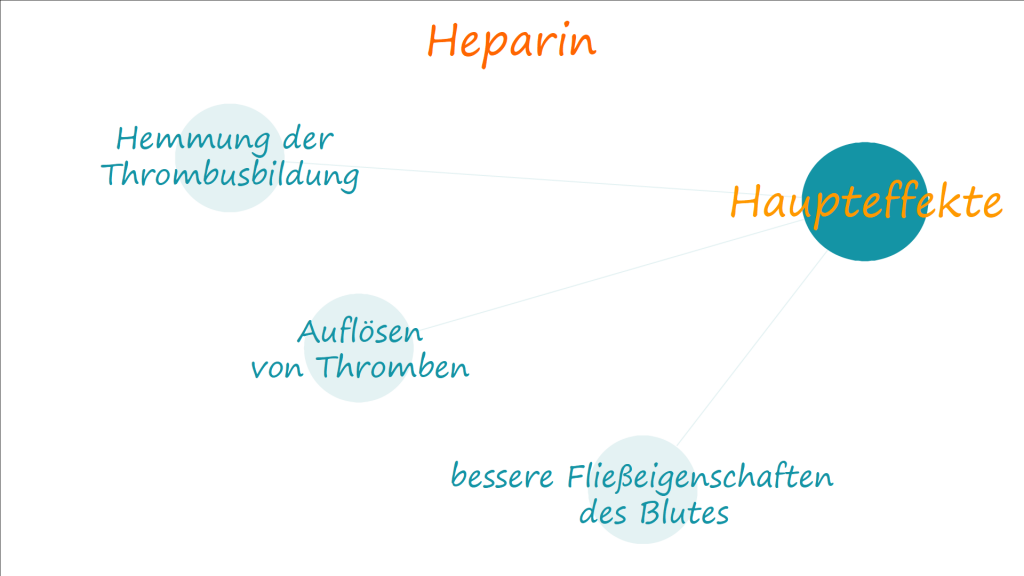 Heparin
Hemmung der
Thrombusbildung
Haupteffekte
Auflösen
von Thromben
bessere Fließeigenschaften
des Blutes